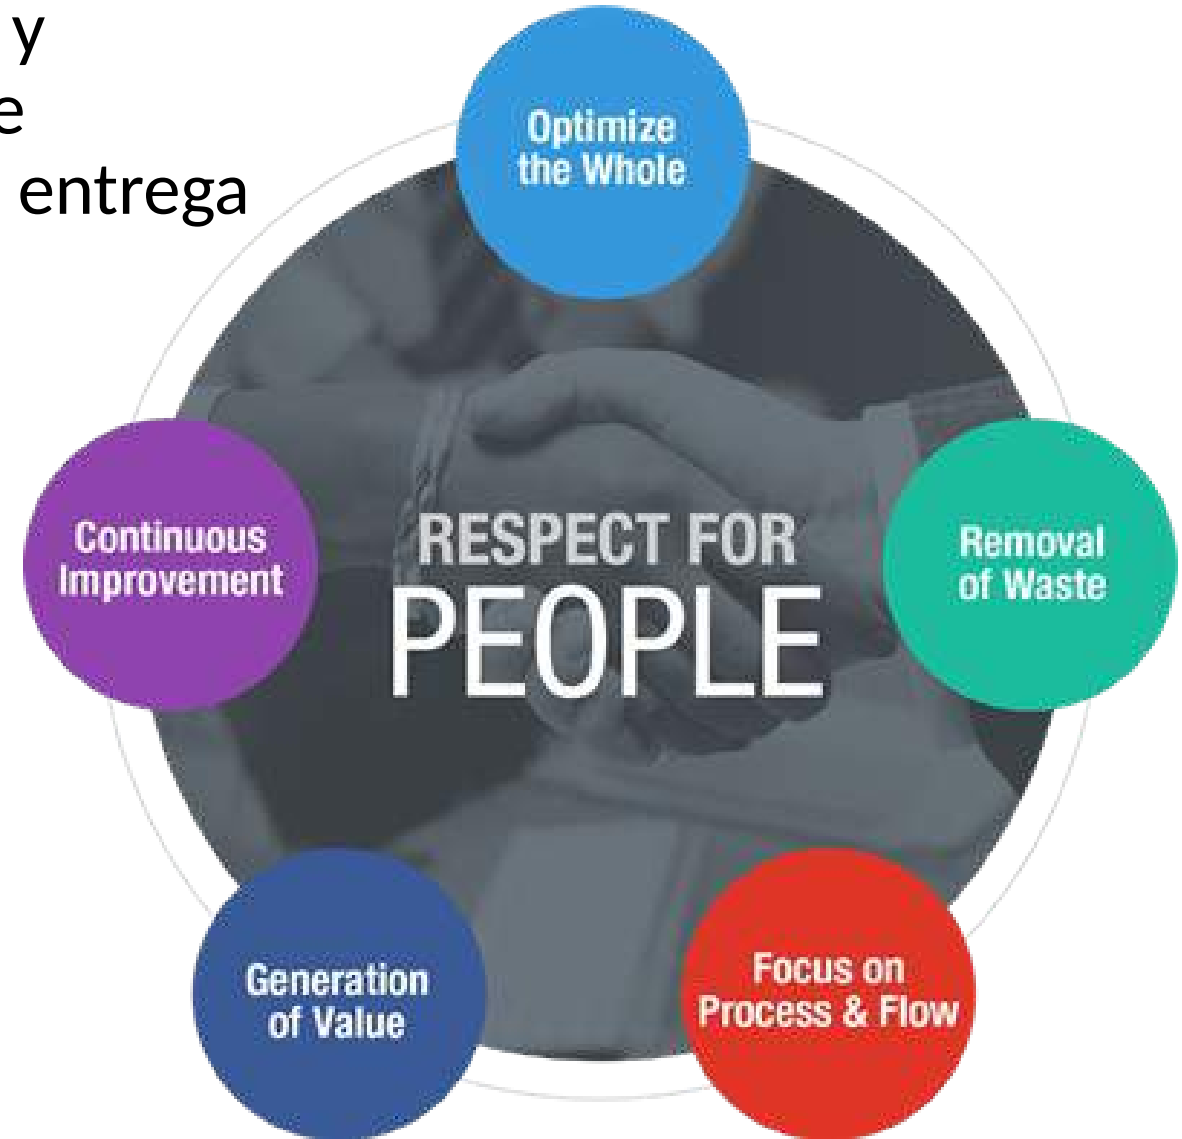 y
e
entrega
Optimize
the Whole
Continuous
Improvement
RESPECT FOR
PEOPLE
Removal
of Waste
Generation
of Value
Focus on
Process & Flow